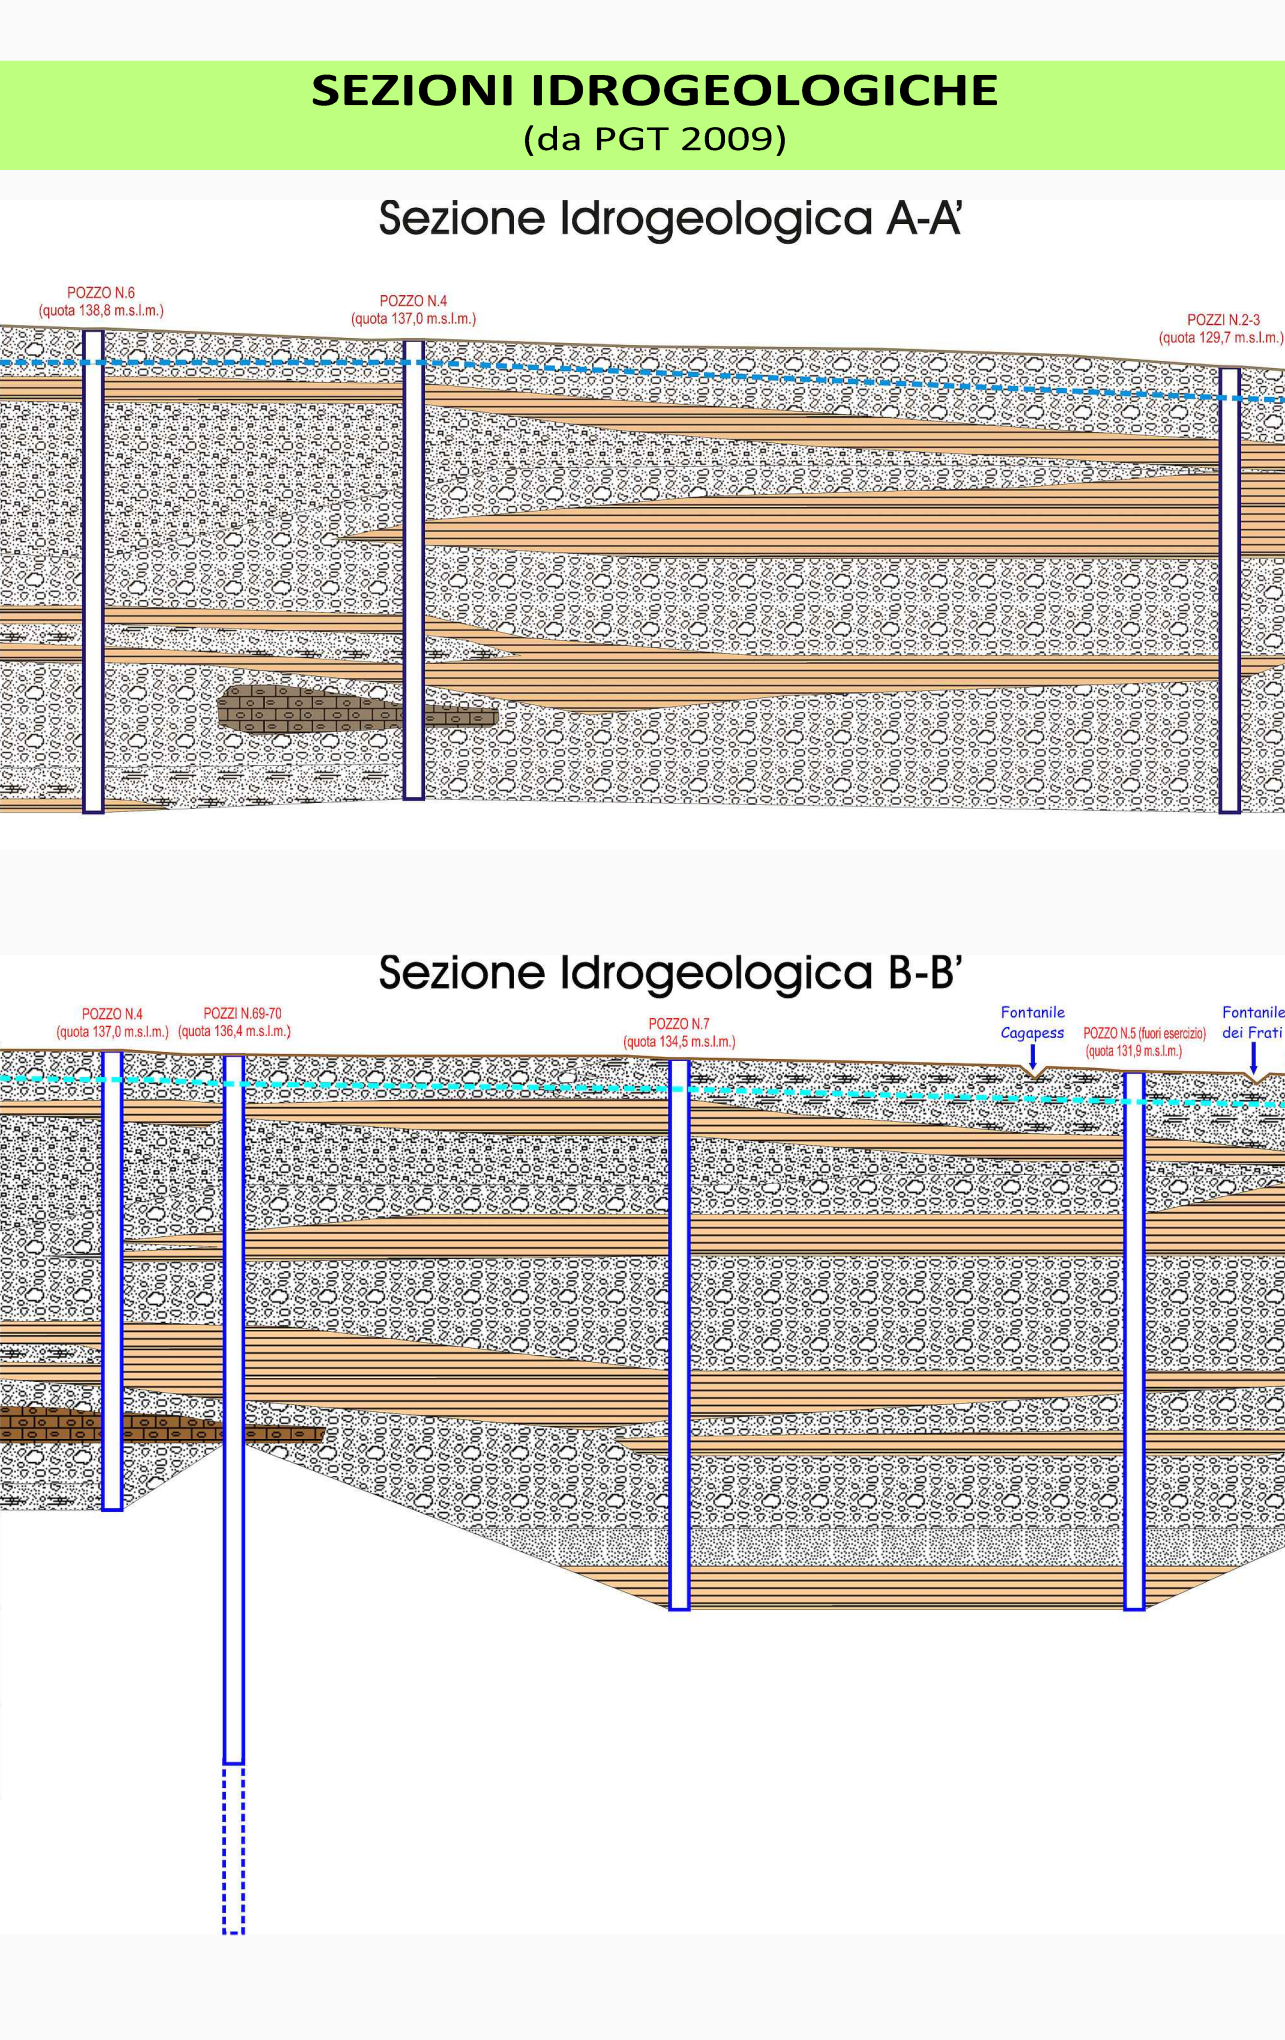 SEZIONI IDROGEOLOGICHE
(da PGT 2009)
Sezione Idrogeologica A-A’
POZZO N.6
(quota 138,8 m.s.l.m.)
POZZO N.4
(quota 137,0 m.s.l.m.)
POZZI N.2-3
(quota 129,7 m.s.l.m.)
Sezione Idrogeologica B-B’
POZZO N.4
(quota 137,0 m.s.l.m.)
POZZI N.69-70
(quota 136,4 m.s.l.m.)
POZZO N.7
(quota 134,5 m.s.l.m.)
Fontanile
Cagapess
POZZO N.5 (fuori esercizio)
(quota 131,9 m.s.l.m.)
Fontanile
dei Frati